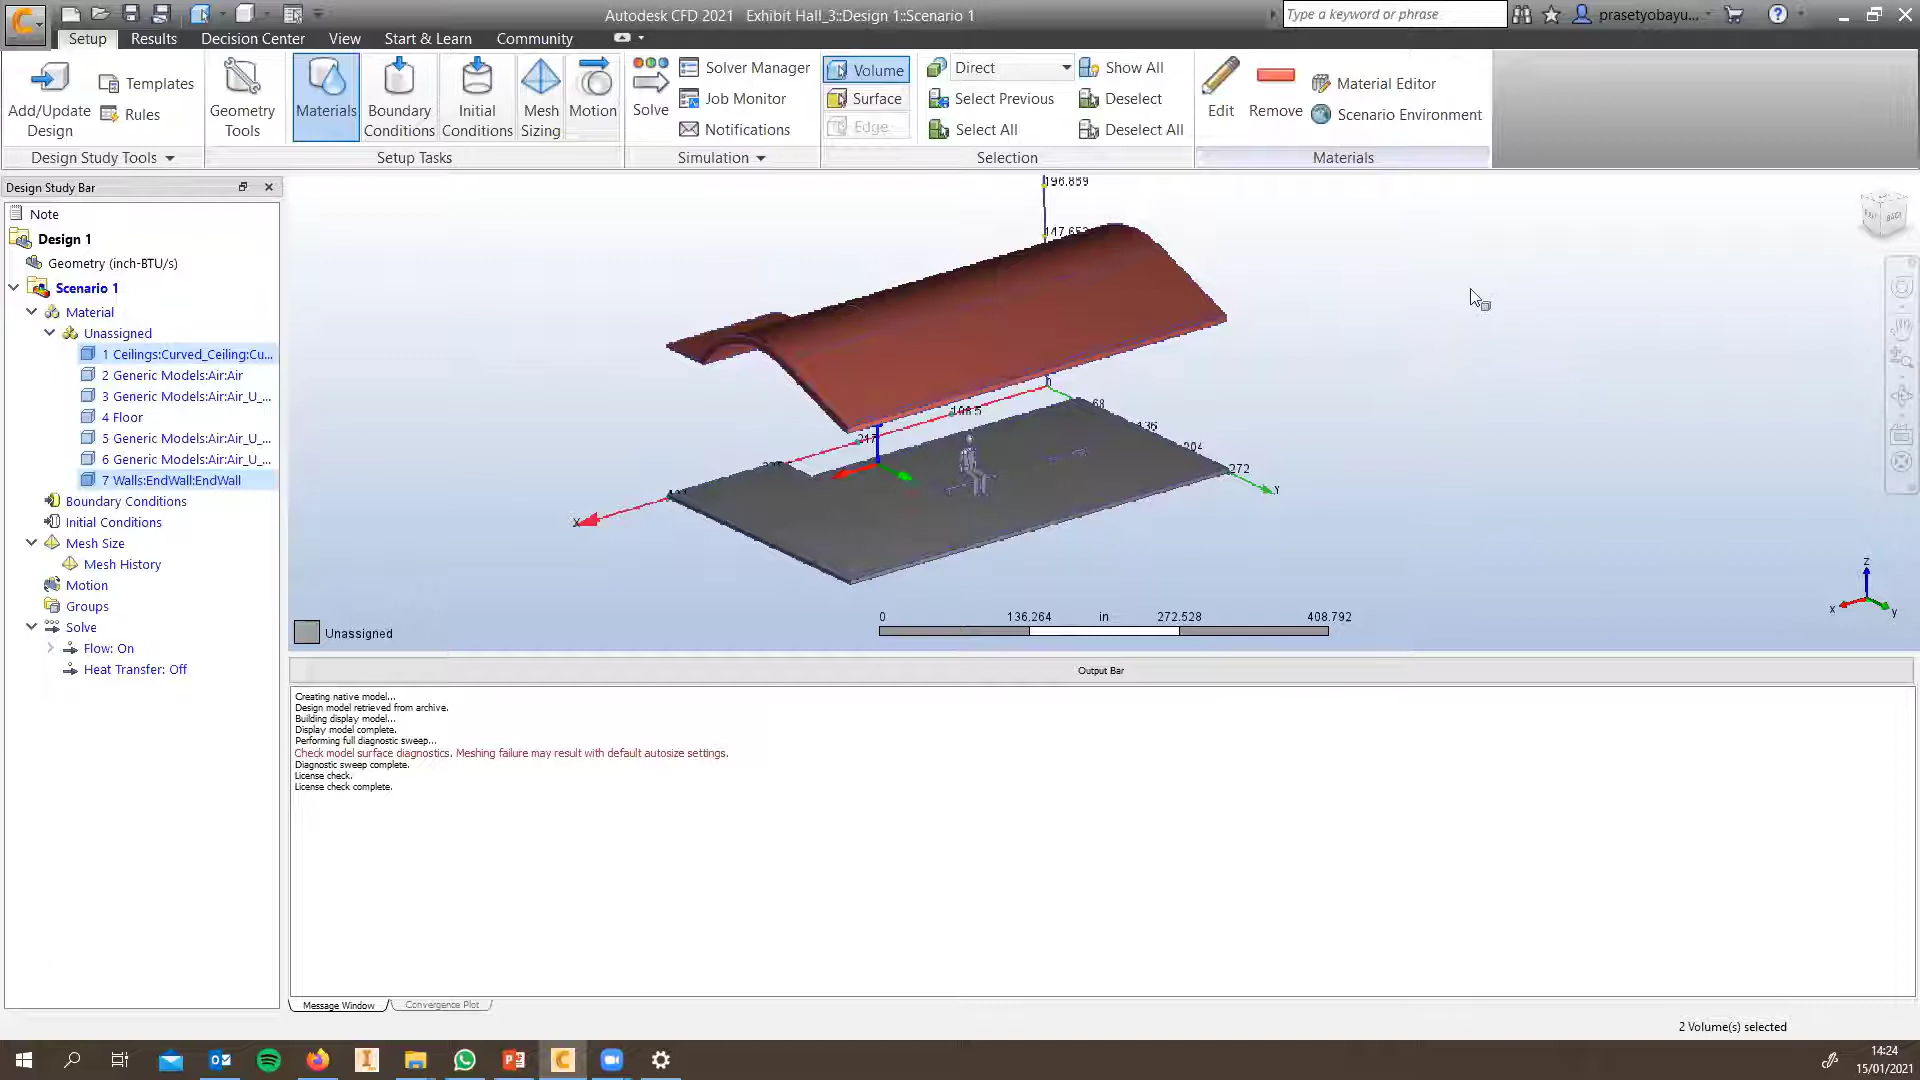 Autodesk CFD 2021 Exhibit Hall_3::Design 1::Scenario 1
Type a keyword or phrase
prasetyobayu...
Setup Results Decision Center View Start & Learn Community
Add/Update Design
Templates
Rules
Design Study Tools
Geometry Tools
Materials
Boundary Conditions
Initial Conditions
Mesh Sizing
Motion
Setup Tasks
Solve
Solver Manager
Job Monitor
Notifications
Simulation
Volume
Surface
Edge
Direct
Select Previous
Select All
Show All
Deselect
Deselect All
Selection
Edit
Remove
Material Editor
Scenario Environment
Materials
Design Study Bar
Note
Design 1
Geometry (inch-BTU/s)
Scenario 1
Material
Unassigned
1 Ceilings:Curved_Ceiling:Cu...
2 Generic Models:Air:Air
3 Generic Models:Air:Air_U_...
4 Floor
5 Generic Models:Air:Air_U_...
6 Generic Models:Air:Air_U_...
7 Walls:EndWall:EndWall
Boundary Conditions
Initial Conditions
Mesh Size
Mesh History
Motion
Groups
Solve
Flow: On
Heat Transfer: Off
196.889
BACK
68
136
204
272
Y
X
Z
x
y
Unassigned
0 136.264 in 272.528 408.792
Output Bar
Creating native model...
Design model retrieved from archive.
Building display model...
Display model complete.
Performing full diagnostic sweep...
Check model surface diagnostics. Meshing failure may result with default autosize settings.
Diagnostic sweep complete.
License check.
License check complete.
Message Window
Convergence Plot
2 Volume(s) selected
14:24
15/01/2021